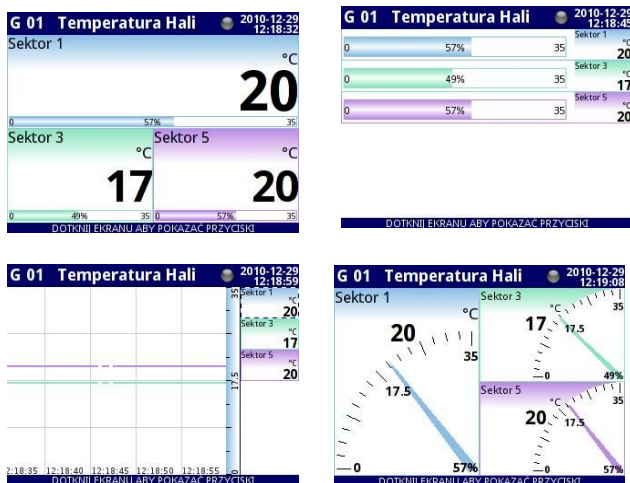 G 01 Temperatura Hali 2010-12-29
12:18:32
Sektor 1
°C
20
0 57% 35
Sektor 3 Sektor 5
°C °C
17 20
0 49% 35 0 57% 35
DOTKNIJ EKRANU ABY POKAZAĆ PRZYCISKI
G 01 Temperatura Hali 2010-12-29
12:18:45
Sektor 1
0 57% 35 °C
20
Sektor 3
0 49% 35 °C
17
Sektor 5
0 57% 35 °C
20
DOTKNIJ EKRANU ABY POKAZAĆ PRZYCISKI
G 01 Temperatura Hali 2010-12-29
12:18:59
35 Sektor 1
°C
20
Sektor 3
°C
17
Sektor 5
°C
17.5 20
0
2:18:35 12:18:40 12:18:45 12:18:50 12:18:55
DOTKNIJ EKRANU ABY POKAZAĆ PRZYCISKI
G 01 Temperatura Hali 2010-12-29
12:19:08
Sektor 1
°C
20
35
17.5
0 57%
Sektor 3
°C
17 17.5 35
0 49%
Sektor 5
°C
35
20 17.5
0 57%
DOTKNIJ EKRANU ABY POKAZAĆ PRZYCISKI